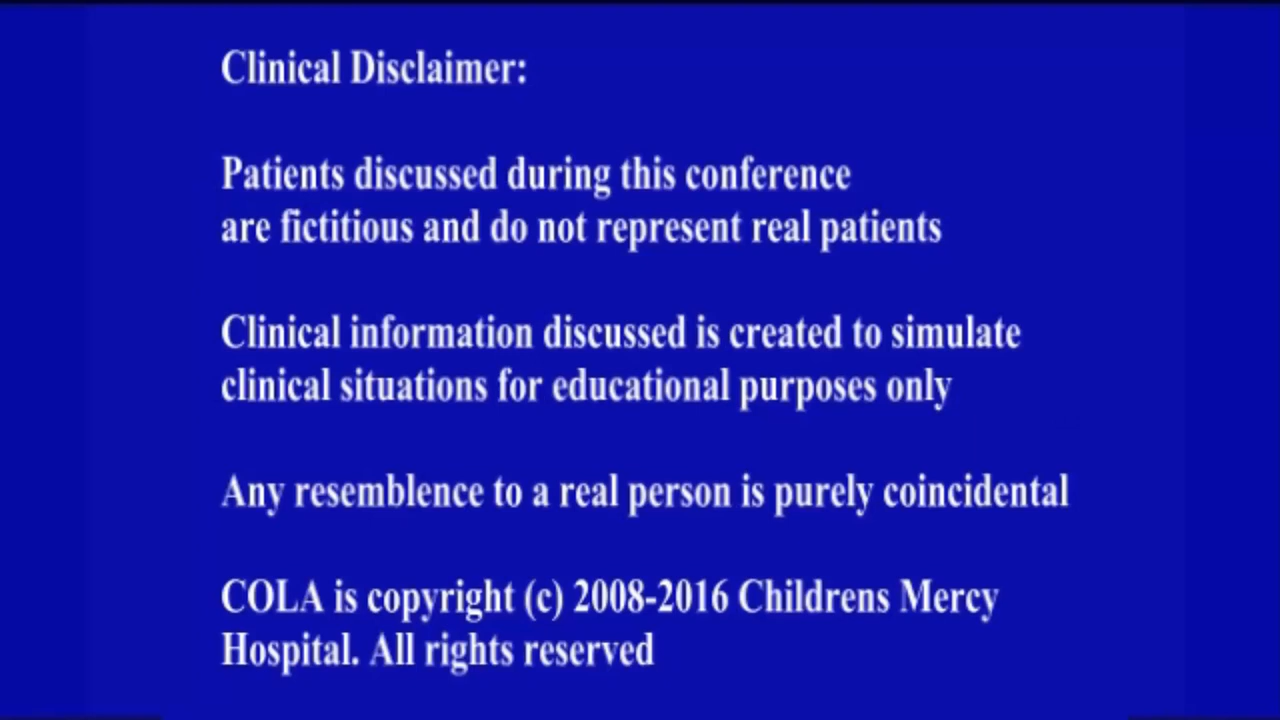 Clinical Disclaimer:
Patients discussed during this conference
are fictitious and do not represent real patients
Clinical information discussed is created to simulate
clinical situations for educational purposes only
Any resemblence to a real person is purely coincidental
COLA is copyright (c) 2008-2016 Childrens Mercy
Hospital. All rights reserved